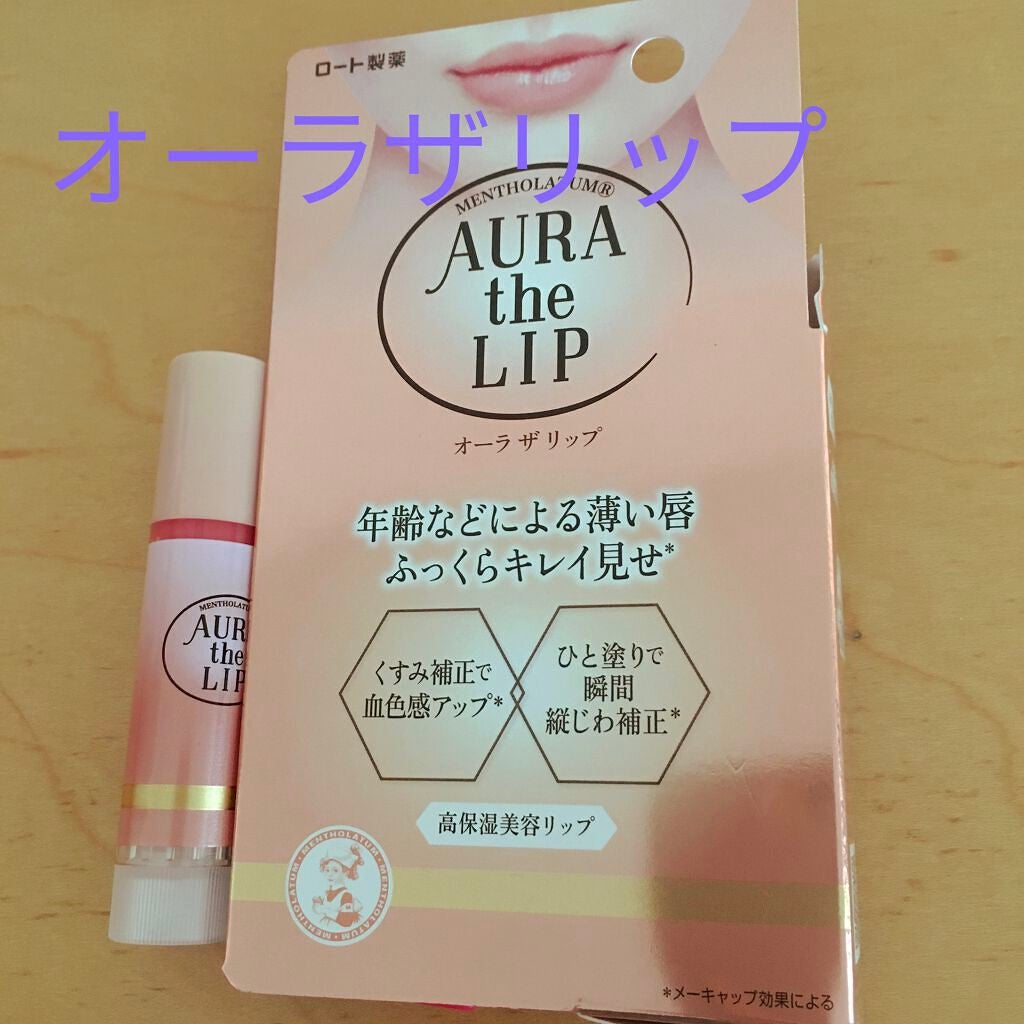 ロート製薬
オーラザリップ
MENTHOLATUM®
AURA
the
LIP
オーラ ザ リップ
年齢などによる薄い唇
ふっくらキレイ見せ*
くすみ補正で
血色感アップ*
ひと塗りで
瞬間
縦じわ補正*
高保湿美容リップ
MENTHOLATUM・MENTHOLATUM・MENTHOLATUM・
*メーキャップ効果による
MENTHOLATU
AUR
the
LIP